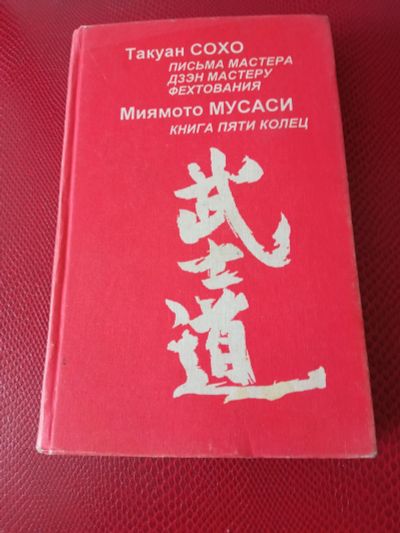 Такуан СОХО
ПИСЬМА МАСТЕРА
ДЗЭН МАСТЕРУ
ФЕХТОВАНИЯ
Миямото МУСАСИ
КНИГА ПЯТИ КОЛЕЦ
武
士
道